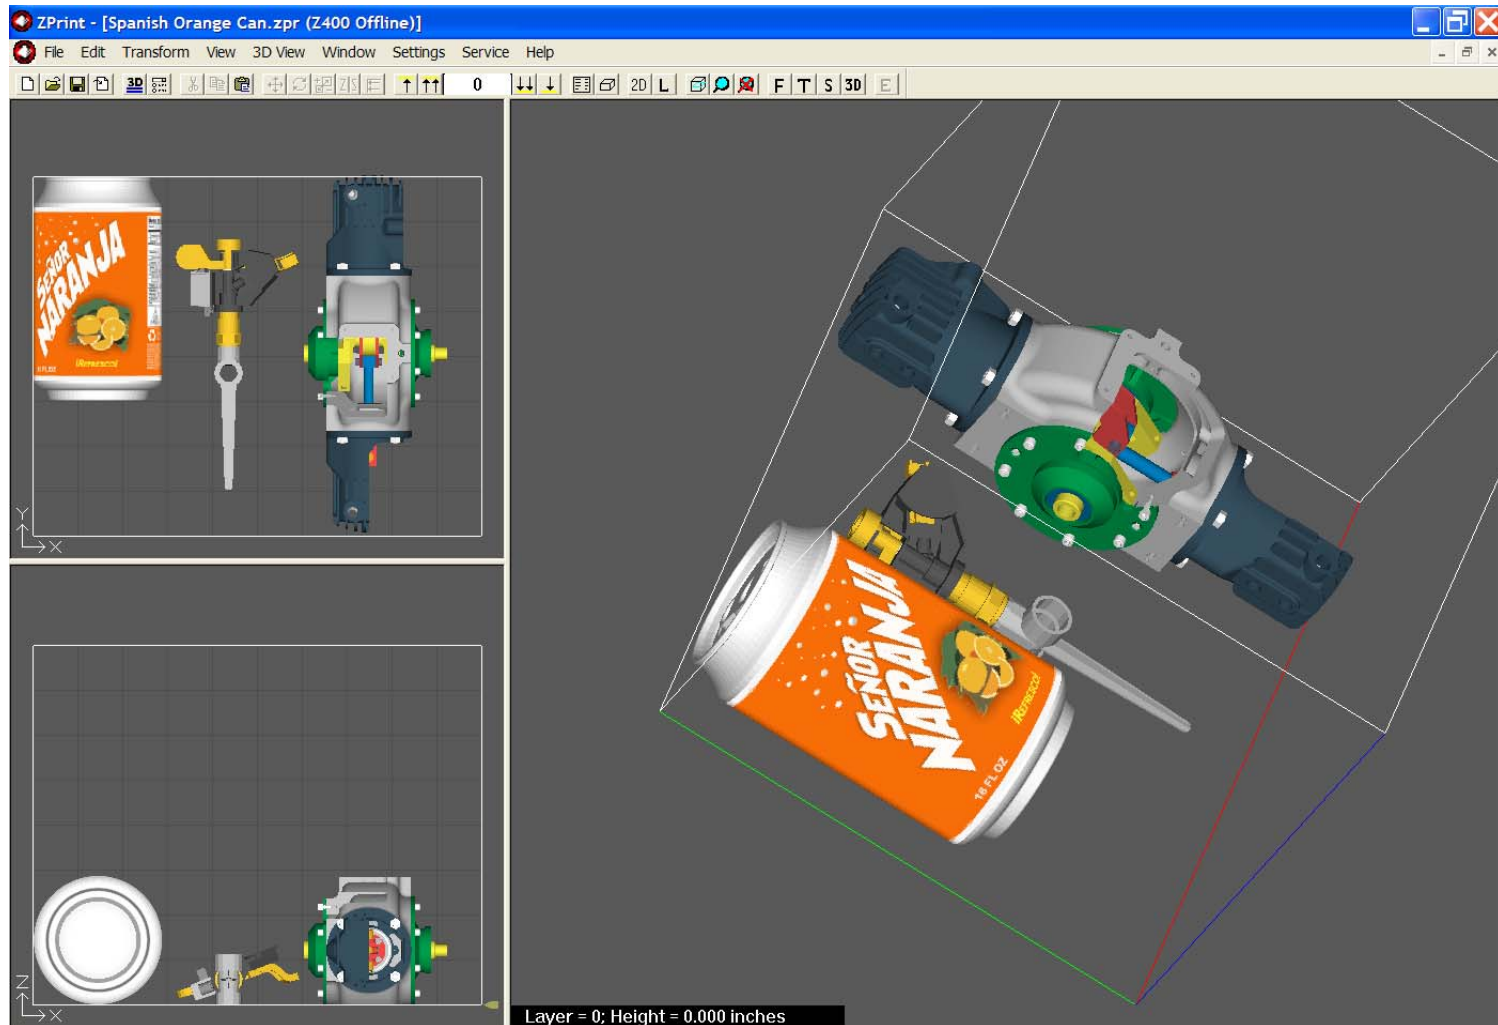 ZPrint - [Spanish Orange Can.zpr (Z400 Offline)]
File Edit Transform View 3D View Window Settings Service Help
3D 0 2D L F T S 3D E
SEÑOR
NARANJA
¡REFRESCO!
Y
X
SEÑOR
NARANJA
¡REFRESCO!
16 FL OZ
Z
X
Layer = 0; Height = 0.000 inches